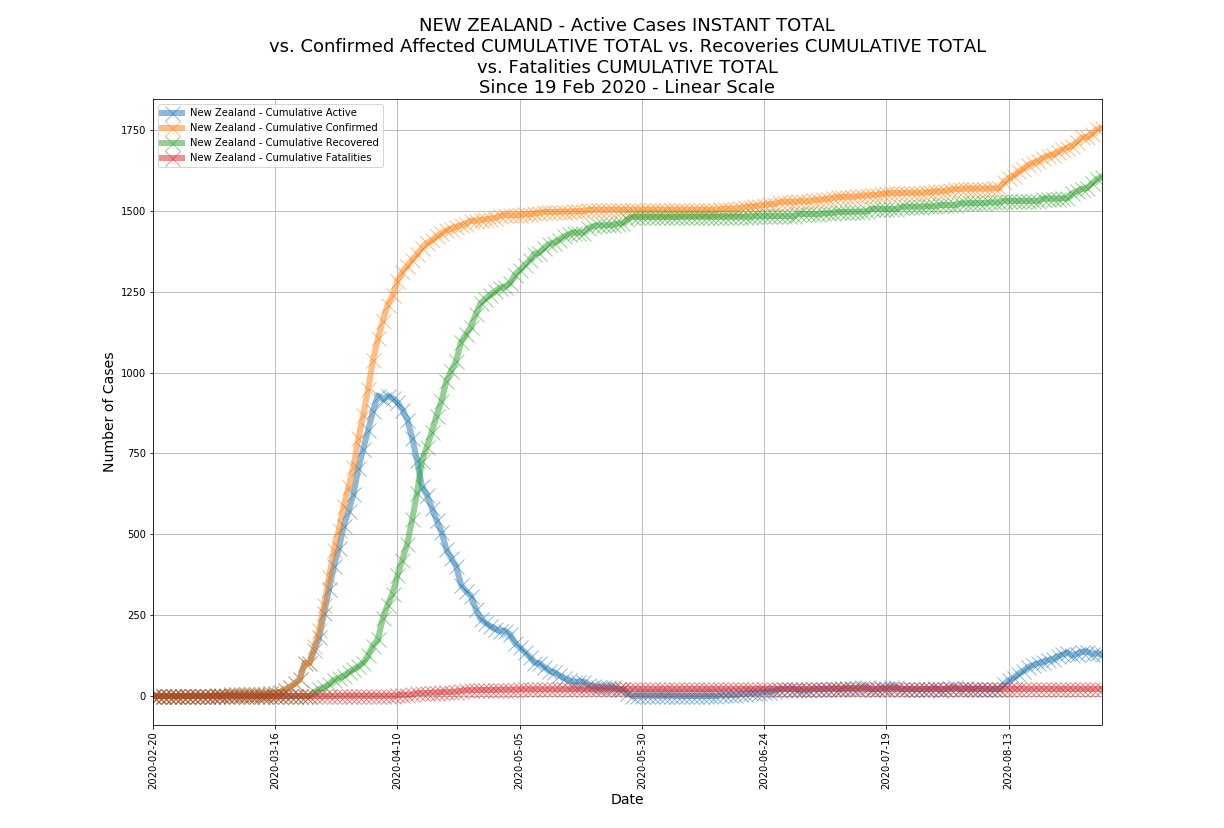 NEW ZEALAND - Active Cases INSTANT TOTAL
vs. Confirmed Affected CUMULATIVE TOTAL vs. Recoveries CUMULATIVE TOTAL
vs. Fatalities CUMULATIVE TOTAL
Since 19 Feb 2020 - Linear Scale
New Zealand - Cumulative Active
New Zealand - Cumulative Confirmed
New Zealand - Cumulative Recovered
New Zealand - Cumulative Fatalities
Number of Cases
1750
1500
1250
1000
750
500
250
0
2020-02-20
2020-03-16
2020-04-10
2020-05-05
2020-05-30
2020-06-24
2020-07-19
2020-08-13
Date